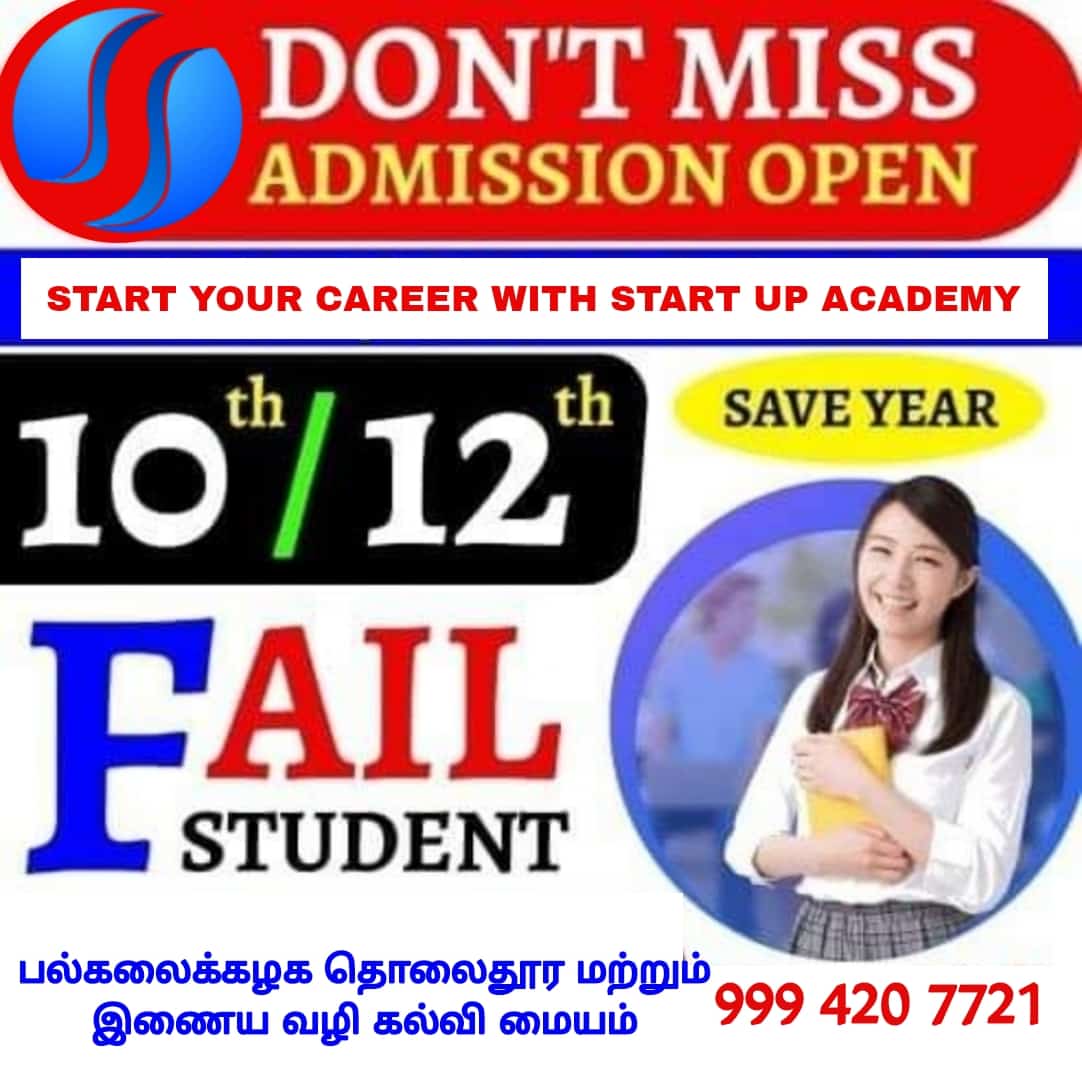 DON'T MISS
ADMISSION OPEN
START YOUR CAREER WITH START UP ACADEMY
10th/12th
SAVE YEAR
FAIL
STUDENT
பல்கலைக்கழக தொலைதூர மற்றும்
இணைய வழி கல்வி மையம்
999 420 7721